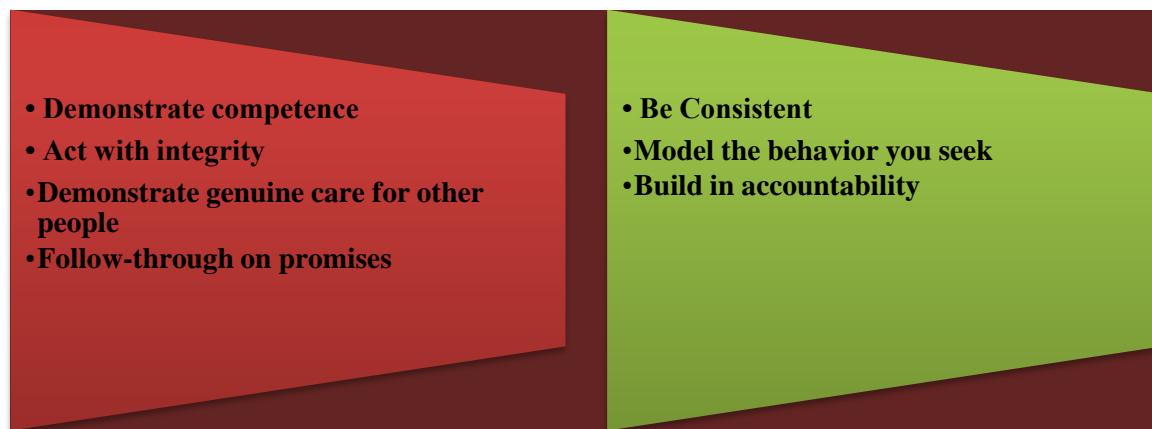 • Demonstrate competence
• Act with integrity
•Demonstrate genuine care for other
people
•Follow-through on promises
• Be Consistent
•Model the behavior you seek
•Build in accountability